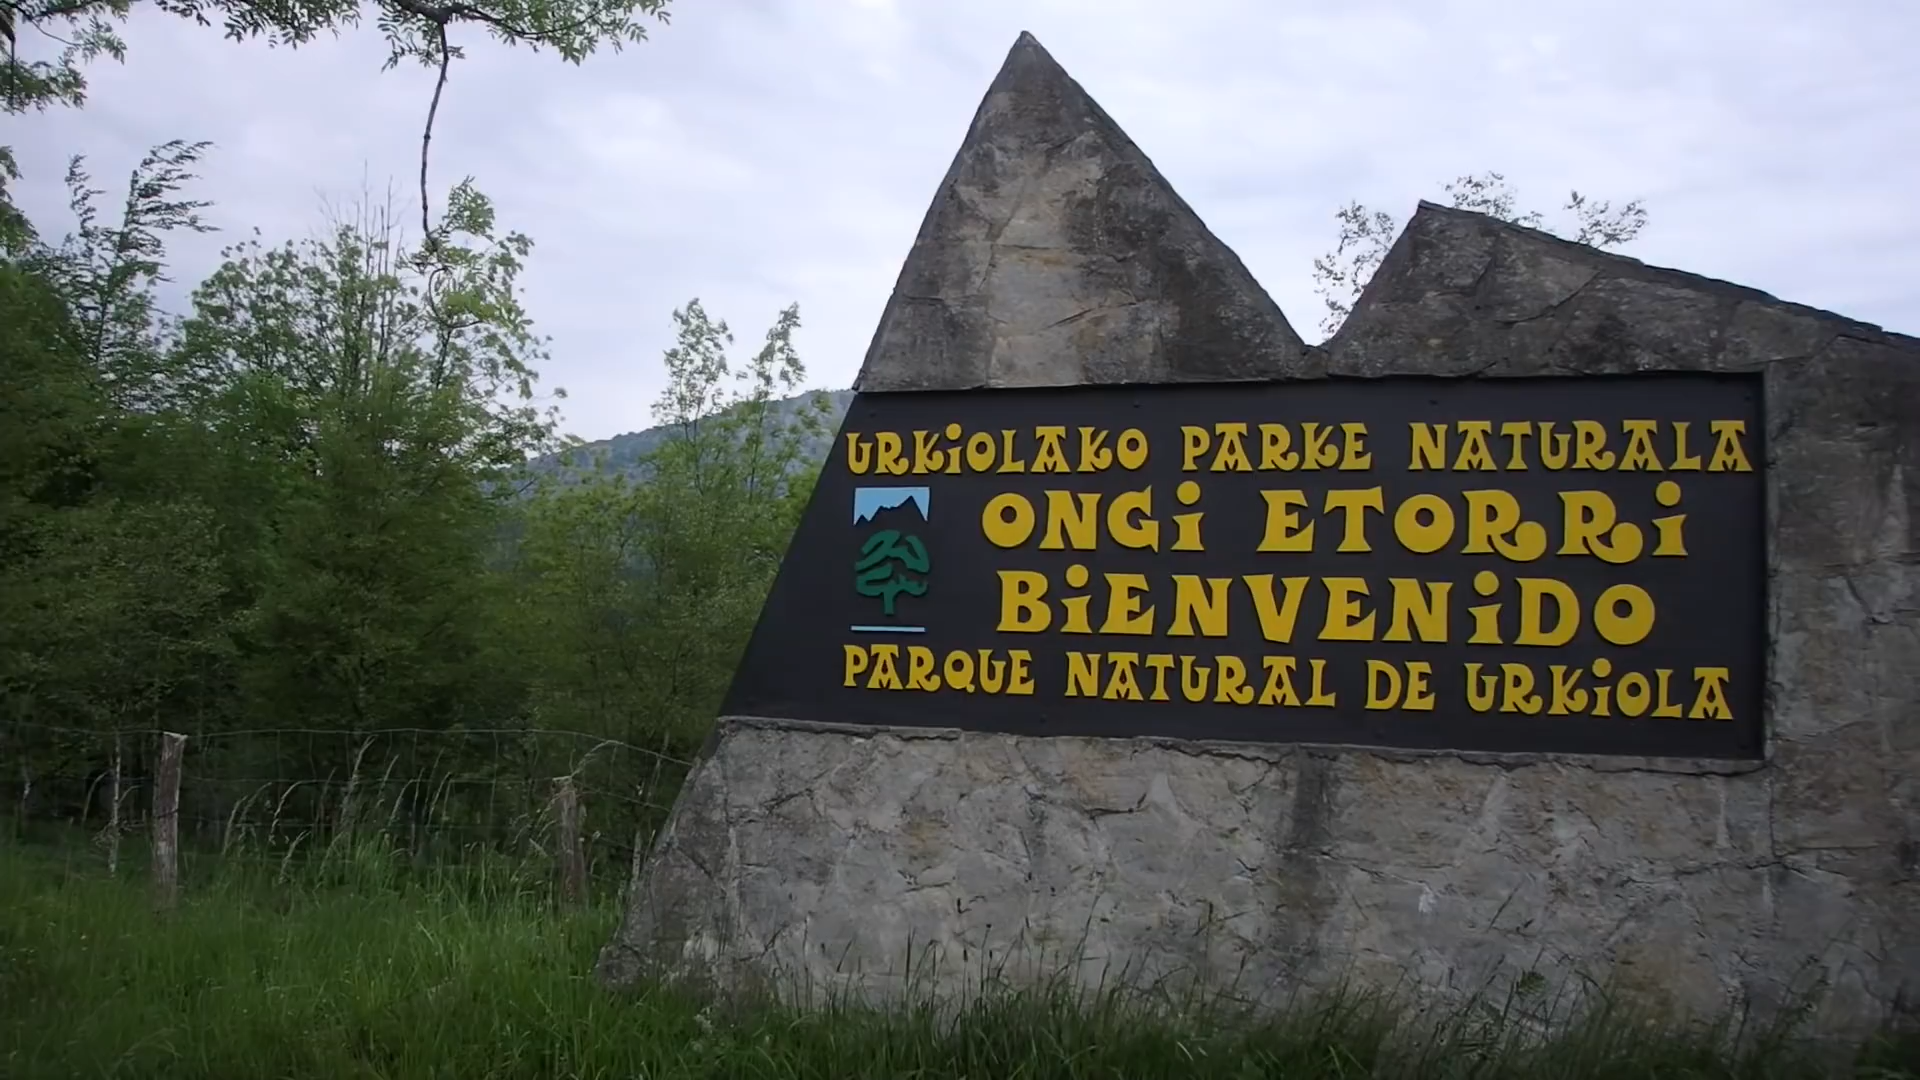 URKiOLAKO PARKE NATURALA
ONGi ETORRi
BiENVENiDO
PARQUE NATURAL DE URKiOLA